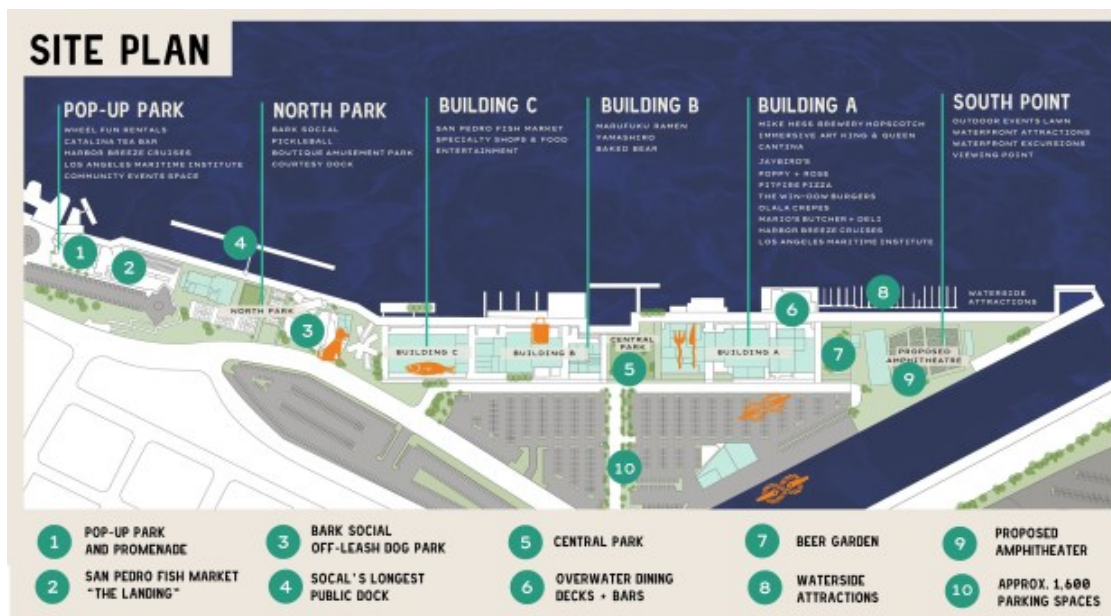 SITE PLAN
POP-UP PARK
WHEEL FUN RENTALS
CATALINA TEA BAR
HARBOR BREEZE CRUISES
LOS ANGELES MARITIME INSTITUTE
COMMUNITY EVENTS SPACE
NORTH PARK
BARK SOCIAL
PICKLEBALL
BOUTIQUE AMUSEMENT PARK
COURTESY DOCK
BUILDING C
SAN PEDRO FISH MARKET
SPECIALTY SHOPS & FOOD
ENTERTAINMENT
BUILDING B
MARUFUKU RAMEN
YAMASHIRO
BAKED BEAR
BUILDING A
MIKE HESS BREWERY HOPSCOTCH
IMMERSIVE ART KING & QUEEN
CANTINA
JAYBIRD'S
POPPY + ROSE
PITFIRE PIZZA
THE WIN-DOW BURGERS
OLALA CREPES
MARIO'S BUTCHER + DELI
HARBOR BREEZE CRUISES
LOS ANGELES MARITIME INSTITUTE
SOUTH POINT
OUTDOOR EVENTS LAWN
WATERFRONT ATTRACTIONS
WATERFRONT EXCURSIONS
VIEWING POINT
1
2
4
NORTH PARK
3
BUILDING C
BUILDING B
CENTRAL
PARK
5
BUILDING A
6
7
8
WATERSIDE
ATTRACTIONS
PROPOSED
AMPHITHEATRE
9
10
1 POP-UP PARK
AND PROMENADE
2 SAN PEDRO FISH MARKET
"THE LANDING"
3 BARK SOCIAL
OFF-LEASH DOG PARK
4 SOCAL'S LONGEST
PUBLIC DOCK
5 CENTRAL PARK
6 OVERWATER DINING
DECKS + BARS
7 BEER GARDEN
8 WATERSIDE
ATTRACTIONS
9 PROPOSED
AMPHITHEATER
10 APPROX. 1,600
PARKING SPACES